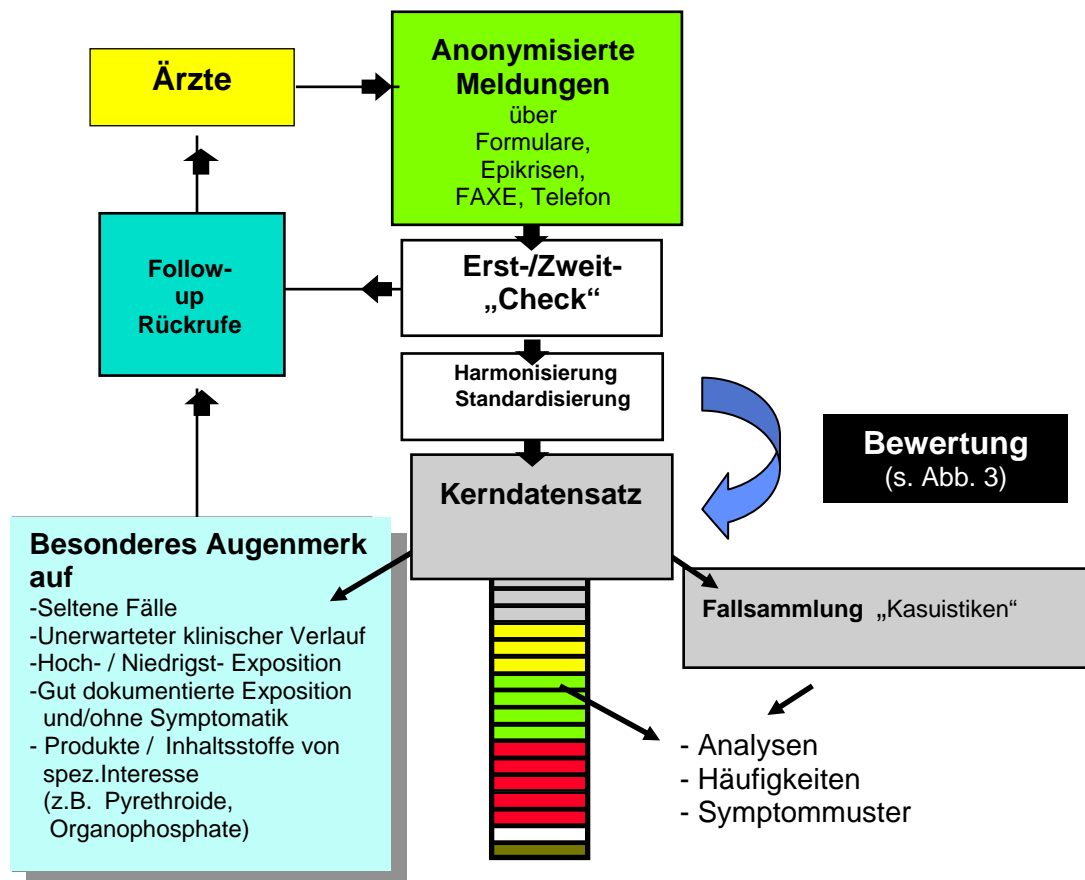 Ärzte
Anonymisierte
Meldungen
über
Formulare,
Epikrisen,
FAXE, Telefon
Follow-
up
Rückrufe
Erst-/Zweit-
„Check“
Harmonisierung
Standardisierung
Bewertung
(s. Abb. 3)
Kerndatensatz
Besonderes Augenmerk
auf
-Seltene Fälle
-Unerwarteter klinischer Verlauf
-Hoch- / Niedrigst- Exposition
-Gut dokumentierte Exposition
und/ohne Symptomatik
- Produkte / Inhaltsstoffe von
spez.Interesse
(z.B. Pyrethroide,
Organophosphate)
Fallsammlung „Kasuistiken“
- Analysen
- Häufigkeiten
- Symptommuster